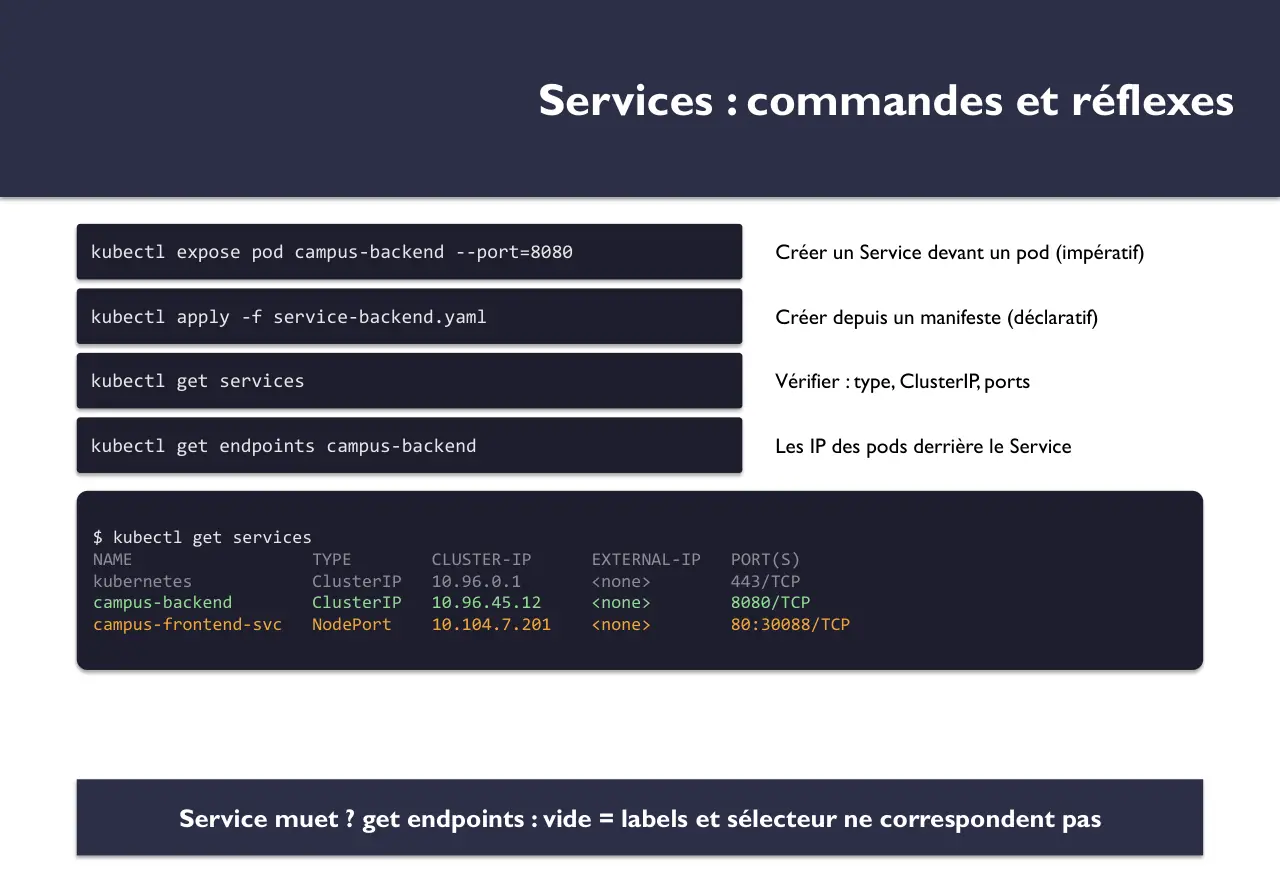 Services : commandes et réflexes
kubectl expose pod campus-backend --port=8080
Créer un Service devant un pod (impératif)
kubectl apply -f service-backend.yaml
Créer depuis un manifeste (déclaratif)
kubectl get services
Vérifier : type, ClusterIP, ports
kubectl get endpoints campus-backend
Les IP des pods derrière le Service
$ kubectl get services
NAME TYPE CLUSTER-IP EXTERNAL-IP PORT(S)
kubernetes ClusterIP 10.96.0.1 <none> 443/TCP
campus-backend ClusterIP 10.96.45.12 <none> 8080/TCP
campus-frontend-svc NodePort 10.104.7.201 <none> 80:30088/TCP
Service muet ? get endpoints : vide = labels et sélecteur ne correspondent pas